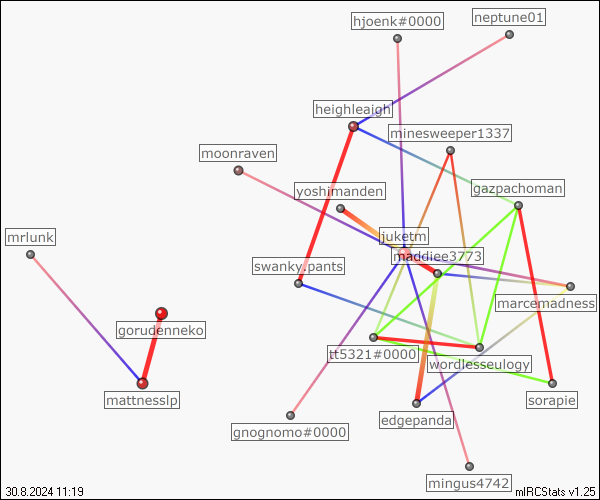 neptune01
hjoenk#0000
heighleaigh
minesweeper1337
moonraven
yoshimanden
gazpachoman
juketm
mrlunk
maddiee3773
swanky.pants
marcemadness
gorudenneko
tt5321#0000
wordlesseulogy
mattnesslp
sorapie
edgepanda
gnognomo#0000
mingus4742
30.8.2024 11:19
mIRCStats v1.25